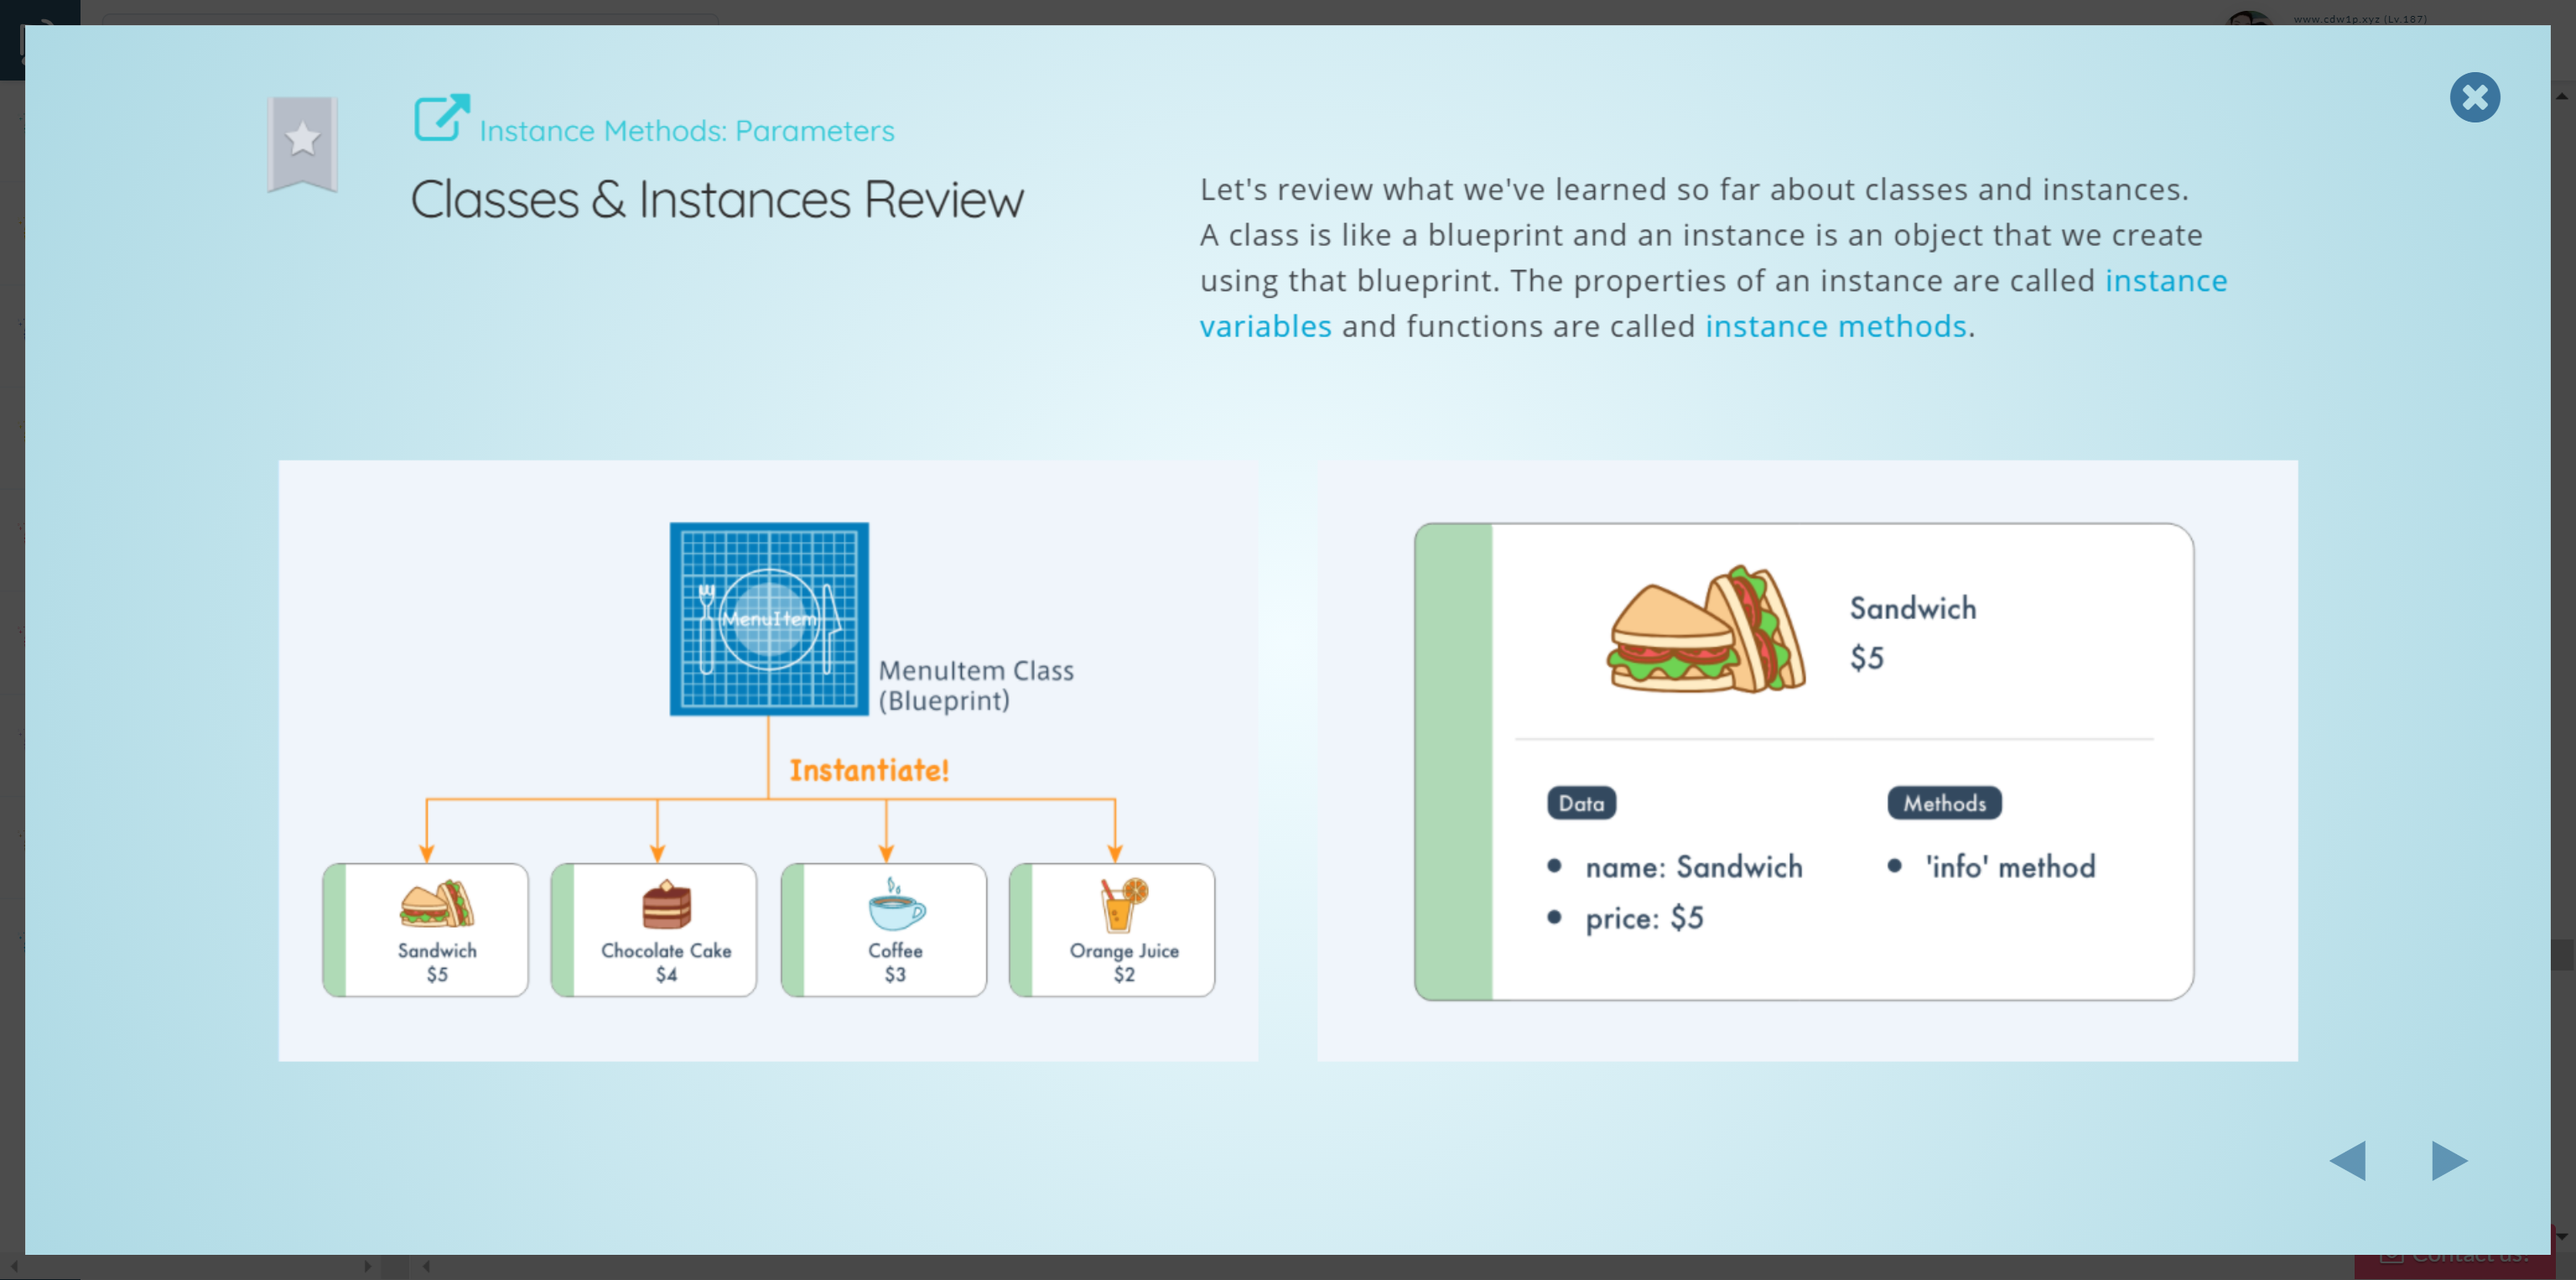 www.cdw1p.xyz (Lv.187)
Instance Methods: Parameters
Classes & Instances Review
Let's review what we've learned so far about classes and instances.
A class is like a blueprint and an instance is an object that we create
using that blueprint. The properties of an instance are called instance
variables and functions are called instance methods.
MenuItem
MenuItem Class
(Blueprint)
Instantiate!
Sandwich
$5
Chocolate Cake
$4
Coffee
$3
Orange Juice
$2
Sandwich
$5
Data
• name: Sandwich
• price: $5
Methods
• 'info' method
Contact us!